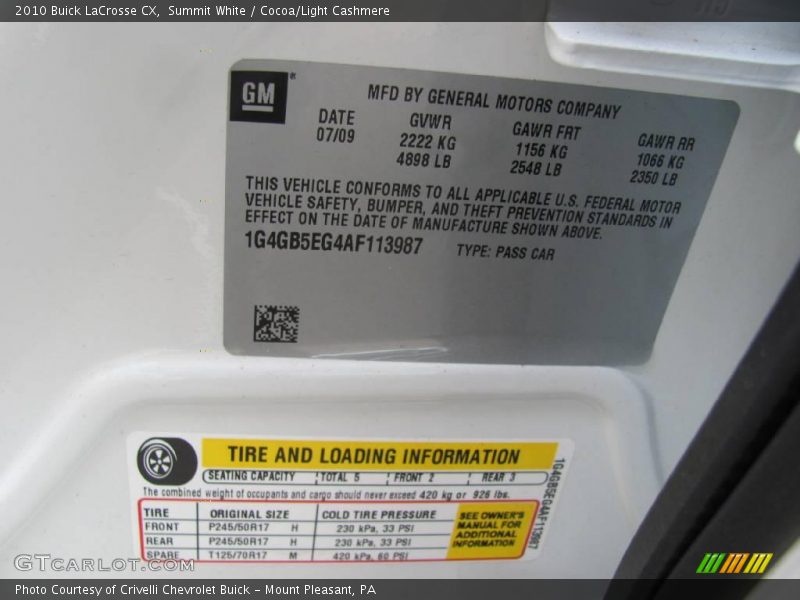 2010 Buick LaCrosse CX,  Summit White / Cocoa/Light Cashmere
GM
MFD BY GENERAL MOTORS COMPANY
DATE GVWR GAWR FRT GAWR RR
07/09 2222 KG 1156 KG 1066 KG
4898 LB 2548 LB 2350 LB
THIS VEHICLE CONFORMS TO ALL APPLICABLE U.S. FEDERAL MOTOR
VEHICLE SAFETY, BUMPER, AND THEFT PREVENTION STANDARDS IN
EFFECT ON THE DATE OF MANUFACTURE SHOWN ABOVE.
1G4GB5EG4AF113987 TYPE: PASS CAR
TIRE AND LOADING INFORMATION
SEATING CAPACITY TOTAL 5 FRONT 2 REAR 3
The combined weight of occupants and cargo should never exceed 420 kg or 926 lbs.
TIRE ORIGINAL SIZE COLD TIRE PRESSURE
FRONT P245/50R17 H 230 kPa, 33 PSI
REAR P245/50R17 H 230 kPa, 33 PSI
SPARE T125/70R17 M 420 kPa, 60 PSI
SEE OWNER'S
MANUAL FOR
ADDITIONAL
INFORMATION
1G4GB5EG4AF113987
GTCarLot.com
Photo Courtesy of Crivelli Chevrolet Buick – Mount Pleasant, PA